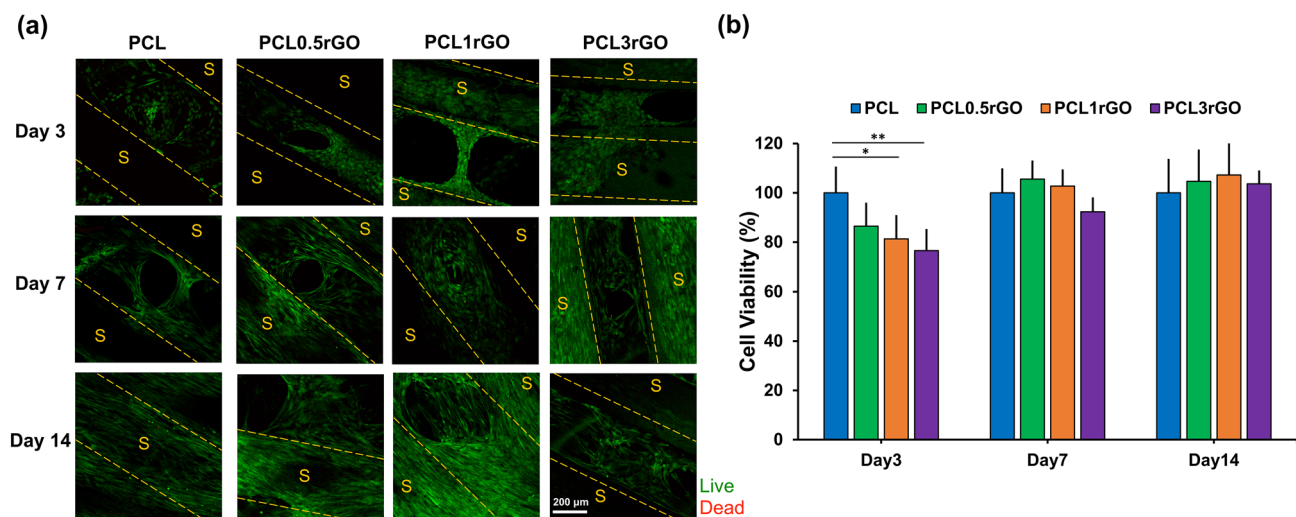 (a)
PCL PCL0.5rGO PCL1rGO PCL3rGO
Day 3
S S S S S S S S
Day 7
S S S S S S S S
Day 14
S S S S S S S
200 μm
Live
Dead
(b)
PCL PCL0.5rGO PCL1rGO PCL3rGO
**
*
120
100
80
60
40
20
0
Cell Viability (%)
Day3 Day7 Day14